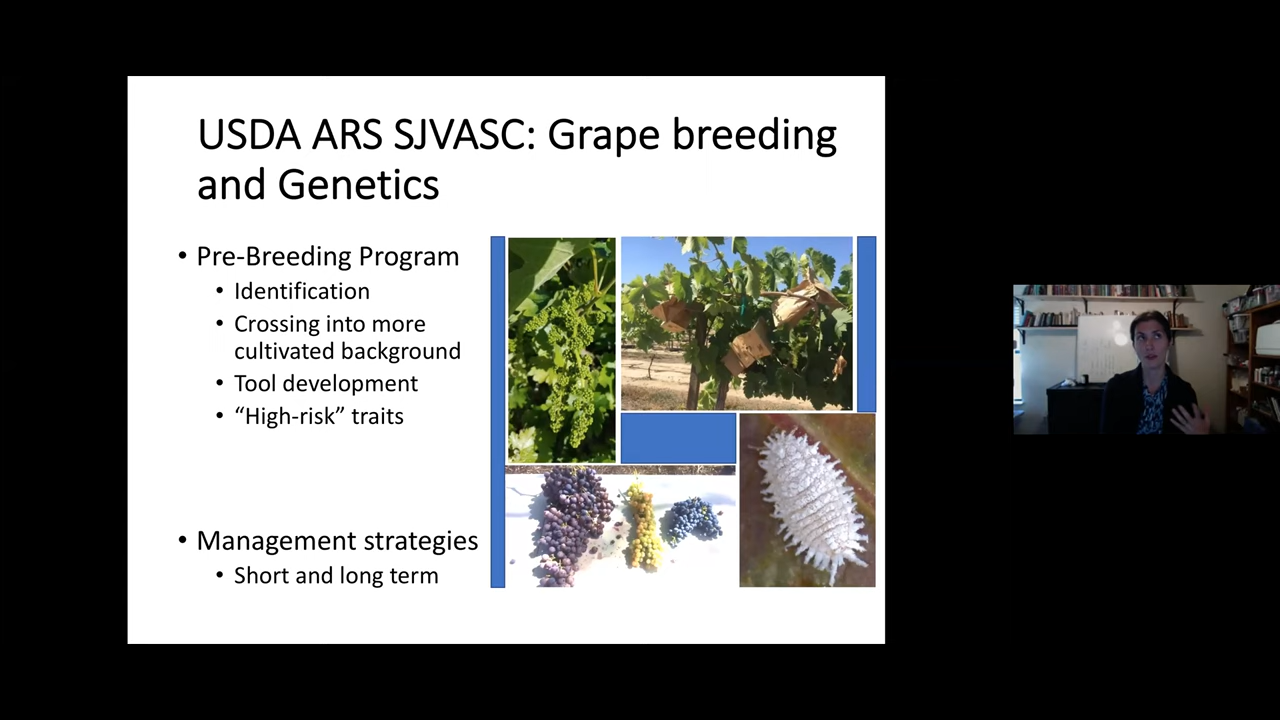 USDA ARS SJVASC: Grape breeding
and Genetics
• Pre-Breeding Program
• Identification
• Crossing into more
cultivated background
• Tool development
• “High-risk” traits
• Management strategies
• Short and long term